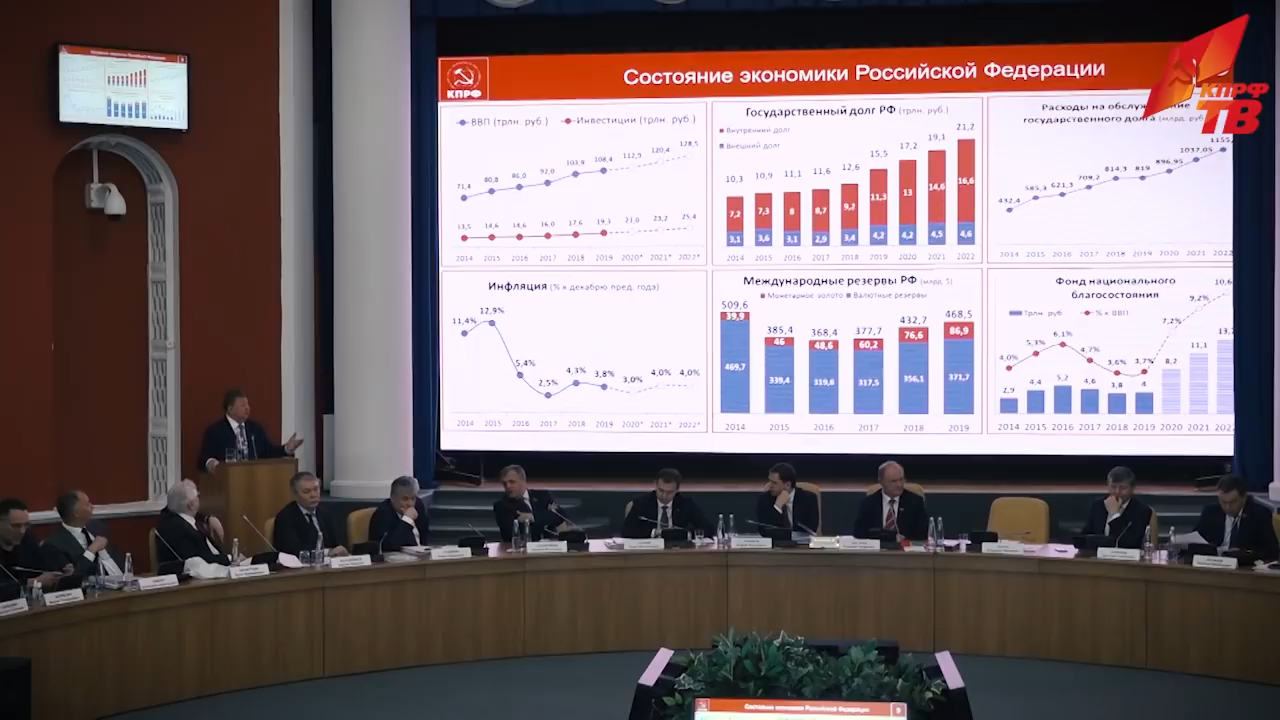 КПРФ
Состояние экономики Российской Федерации
КПРФ
ТВ
ВВП (трлн. руб.) Инвестиции (трлн. руб.)
71,4 80,8 86,0 92,0 103,9 108,4 112,9 120,4 128,5
13,5 14,6 14,6 16,0 17,6 19,3 21,0 23,2 25,4
2014 2015 2016 2017 2018 2019 2020* 2021* 2022*
Государственный долг РФ (трлн. руб.)
Внутренний долг
Внешний долг
10,3 10,9 11,1 11,6 12,6 15,5 17,2 19,1 21,2
7,2 7,3 8 8,7 9,2 11,3 13 14,6 16,6
3,1 3,6 3,1 2,9 3,4 4,2 4,2 4,5 4,6
2014 2015 2016 2017 2018 2019 2020 2021 2022
Расходы на обслуж
государственного долга (млрд. руб
432,4 585,3 621,3 709,2 814,3 819 896,95 1037,05 1155,
2014 2015 2016 2017 2018 2019 2020 2021 2022
Инфляция (% к декабрю пред. года)
11,4% 12,9% 5,4% 2,5% 4,3% 3,8% 3,0% 4,0% 4,0%
2014 2015 2016 2017 2018 2019 2020* 2021* 2022*
Международные резервы РФ (млрд. $)
Монетарное золото Валютные резервы
509,6 385,4 368,4 377,7 432,7 468,5
39,9 46 48,6 60,2 76,6 86,9
469,7 339,4 319,8 317,5 356,1 371,7
2014 2015 2016 2017 2018 2019
Фонд национального
благосостояния
Трлн. руб. % к ВВП
4,0% 5,3% 6,1% 4,7% 3,6% 3,7% 7,2% 9,2% 10,6
2,9 4,4 5,2 4,6 3,8 4 8,2 11,1 13,
2014 2015 2016 2017 2018 2019 2020 2021 2022
Состояние экономики Российской Федерации